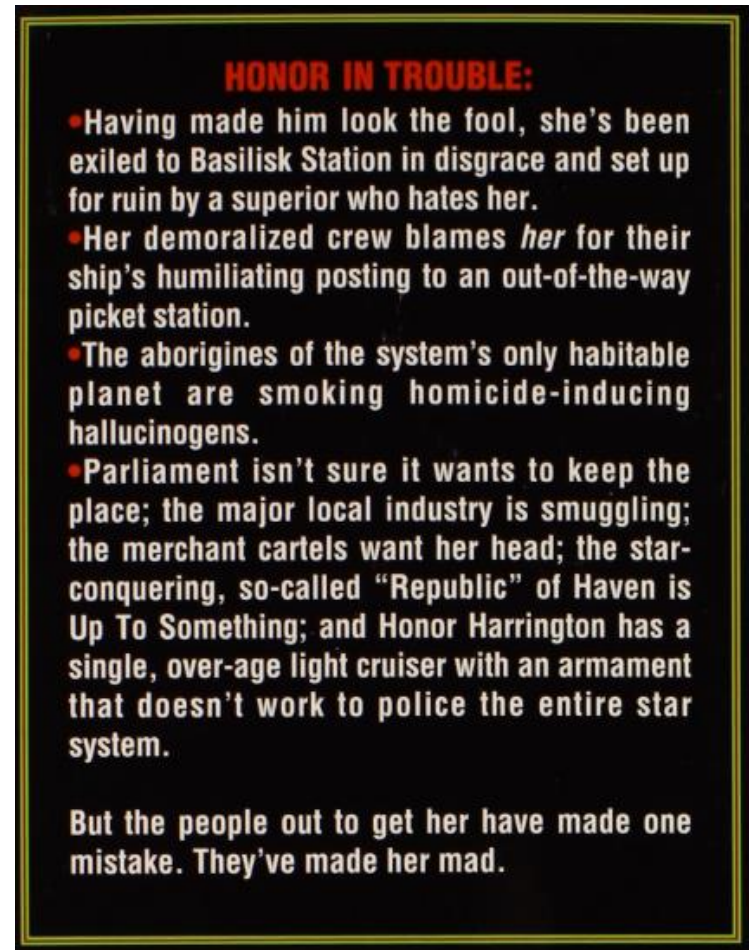 HONOR IN TROUBLE:
•Having made him look the fool, she's been
exiled to Basilisk Station in disgrace and set up
for ruin by a superior who hates her.
•Her demoralized crew blames her for their
ship's humiliating posting to an out-of-the-way
picket station.
•The aborigines of the system's only habitable
planet are smoking homicide-inducing
hallucinogens.
•Parliament isn't sure it wants to keep the
place; the major local industry is smuggling;
the merchant cartels want her head; the star-
conquering, so-called “Republic” of Haven is
Up To Something; and Honor Harrington has a
single, over-age light cruiser with an armament
that doesn't work to police the entire star
system.
But the people out to get her have made one
mistake. They've made her mad.